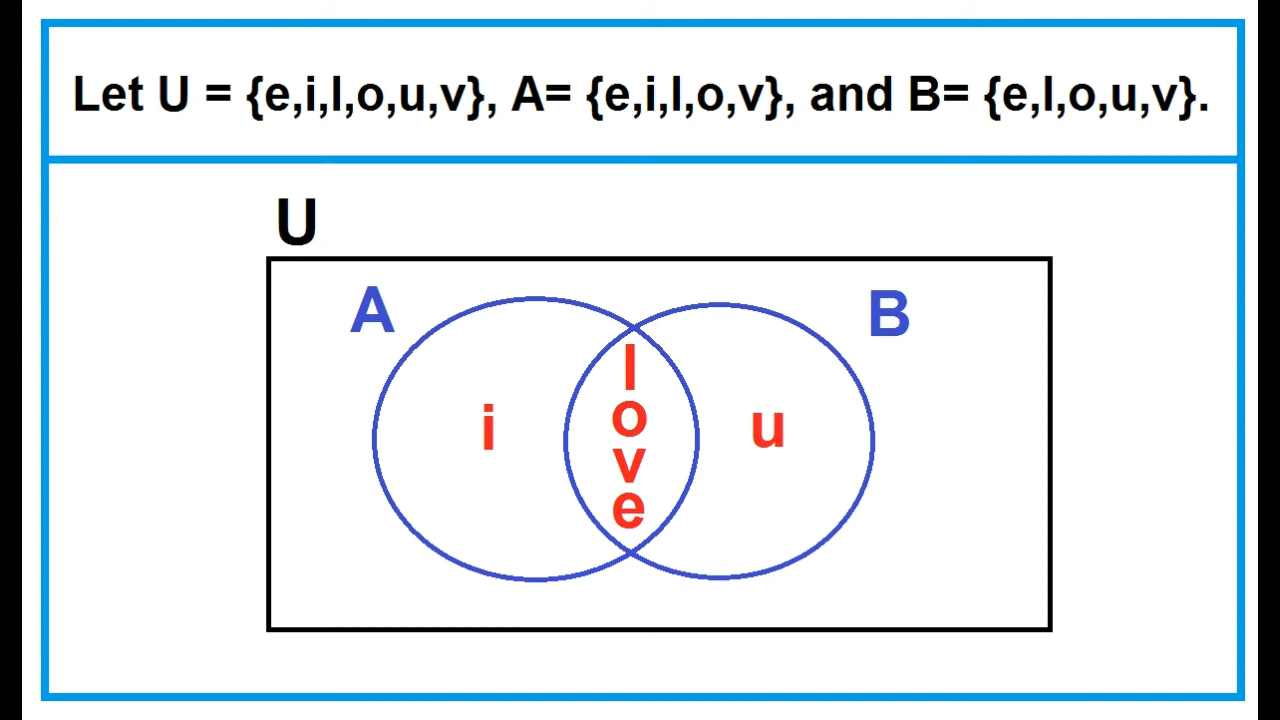 Let U = {e,i,l,o,u,v}, A= {e,i,l,o,v}, and B= {e,l,o,u,v}.
U
A
B
i
l
o
v
e
u